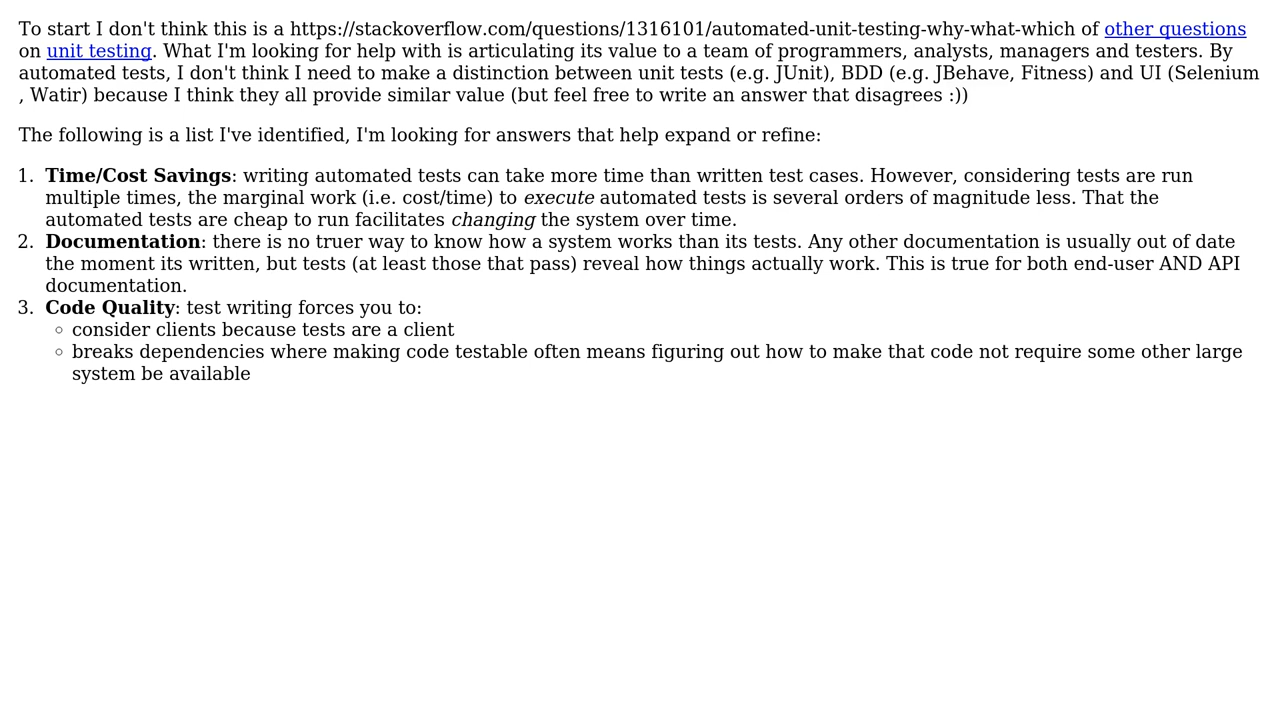 To start I don't think this is a https://stackoverflow.com/questions/1316101/automated-unit-testing-why-what-which of other questions
on unit testing. What I'm looking for help with is articulating its value to a team of programmers, analysts, managers and testers. By
automated tests, I don't think I need to make a distinction between unit tests (e.g. JUnit), BDD (e.g. JBehave, Fitness) and UI (Selenium
, Watir) because I think they all provide similar value (but feel free to write an answer that disagrees :))
The following is a list I've identified, I'm looking for answers that help expand or refine:
1. Time/Cost Savings: writing automated tests can take more time than written test cases. However, considering tests are run
multiple times, the marginal work (i.e. cost/time) to execute automated tests is several orders of magnitude less. That the
automated tests are cheap to run facilitates changing the system over time.
2. Documentation: there is no truer way to know how a system works than its tests. Any other documentation is usually out of date
the moment its written, but tests (at least those that pass) reveal how things actually work. This is true for both end-user AND API
documentation.
3. Code Quality: test writing forces you to:
◦ consider clients because tests are a client
◦ breaks dependencies where making code testable often means figuring out how to make that code not require some other large
system be available